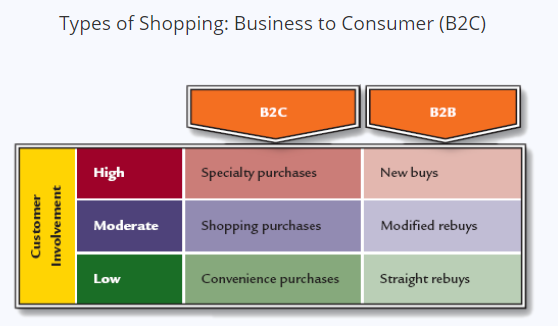 Types of Shopping: Business to Consumer (B2C)
B2C
B2B
Customer
Involvement
High
Specialty purchases
New buys
Moderate
Shopping purchases
Modified rebuys
Low
Convenience purchases
Straight rebuys